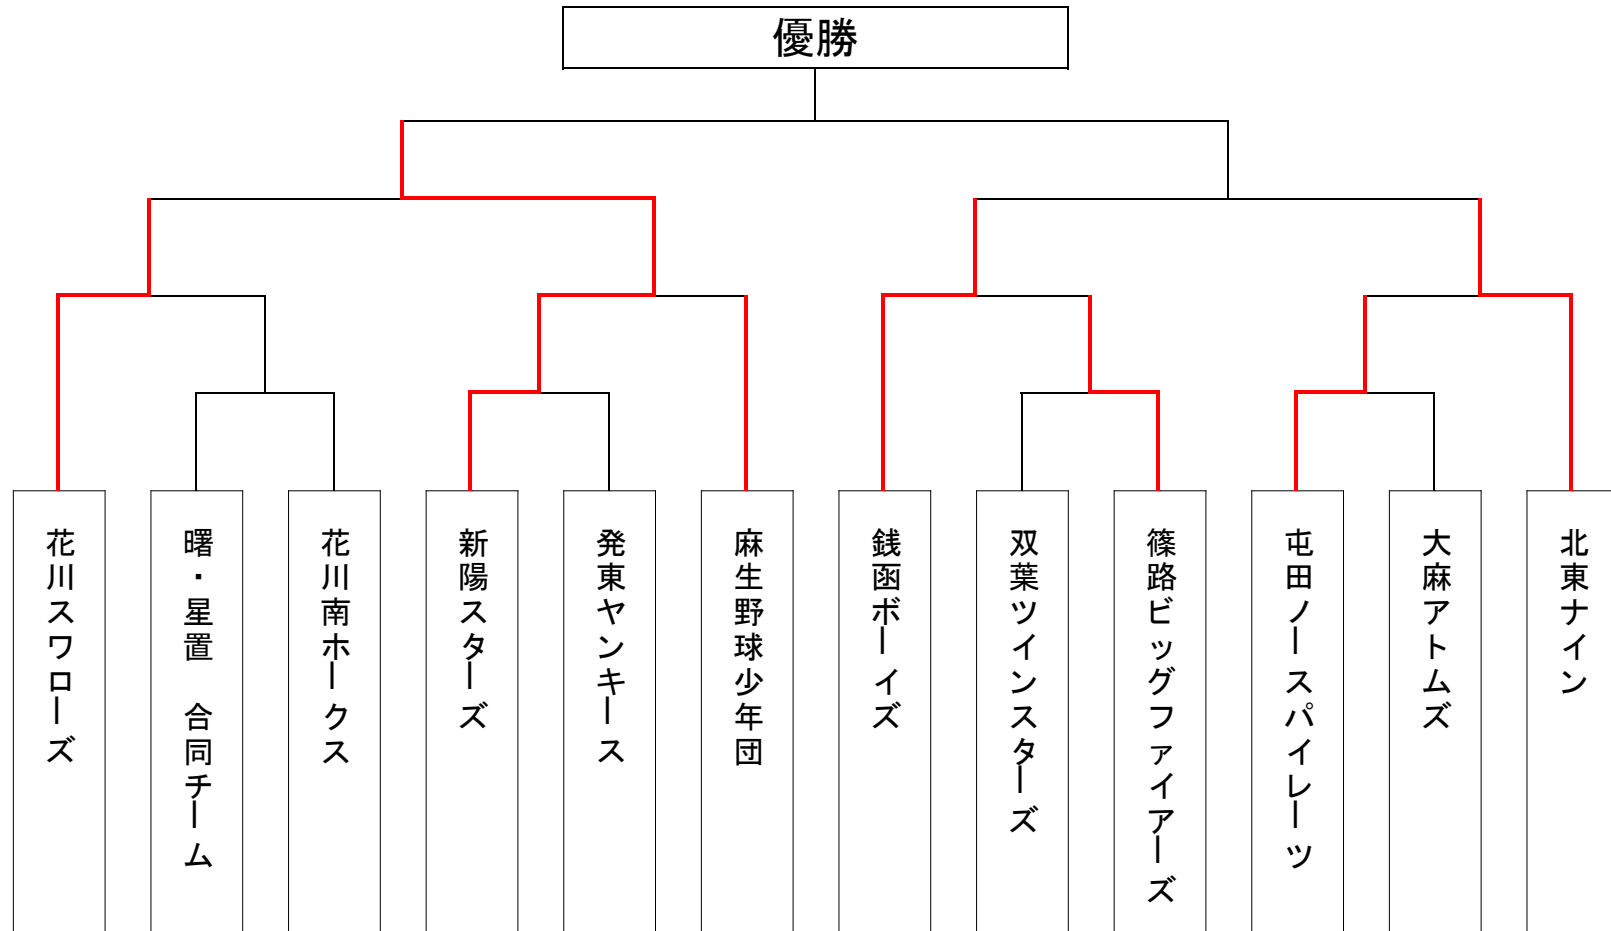 優勝
花川スワローズ
曙・星置　合同チーム
花川南ホークス
新陽スターズ
発東ヤンキース
麻生野球少年団
銭函ボーイズ
双葉ツインスターズ
篠路ビッグファイアーズ
屯田ノースパイレーツ
大麻アトムズ
北東ナイン